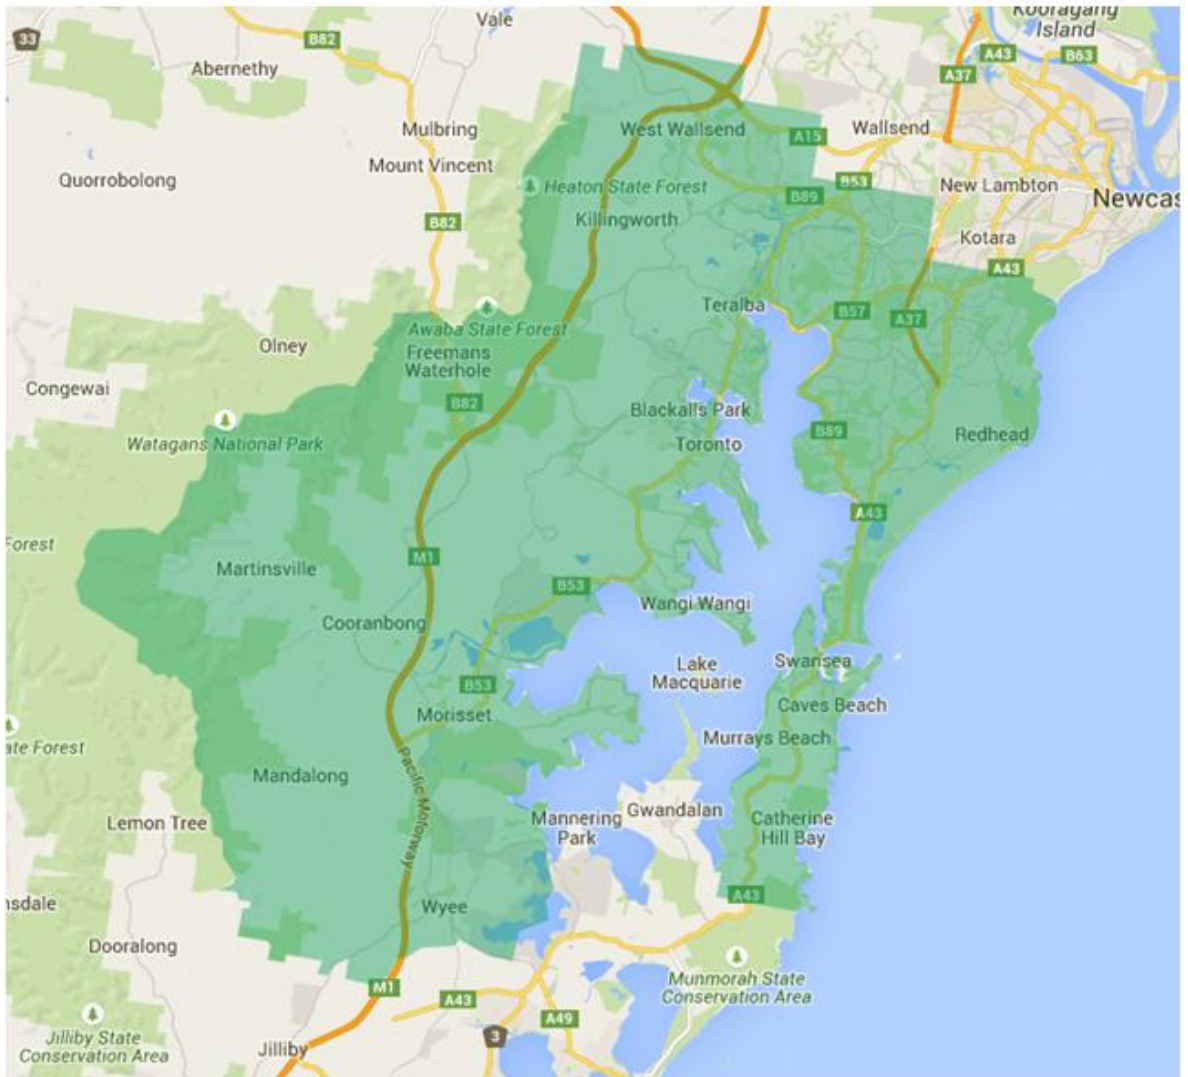 Kooragang
Island
Vale
33
B82
A43
B63
Abernethy
A37
Mulbring
West Wallsend
A15
Wallsend
Mount Vincent
Quorrobolong
Heaton State Forest
B53
New Lambton
B89
Newcas
B82
Killingworth
Kotara
A43
Teralba
B57
A37
Awaba State Forest
Olney
Freemans
Waterhole
Congewai
B82
Blackalls Park
B89
Redhead
Watagans National Park
Toronto
A43
Forest
M1
Martinsville
B53
Wangi Wangi
Cooranbong
Lake
Macquarie
Swansea
B53
Caves Beach
Morisset
Murrays Beach
ate Forest
Pacific Motorway
Mandalong
Gwandalan
Lemon Tree
Mannering
Park
Catherine
Hill Bay
A43
nsdale
Wyee
Dooralong
Munmorah State
Conservation Area
M1
A43
A49
3
Jilliby State
Conservation Area
Jilliby